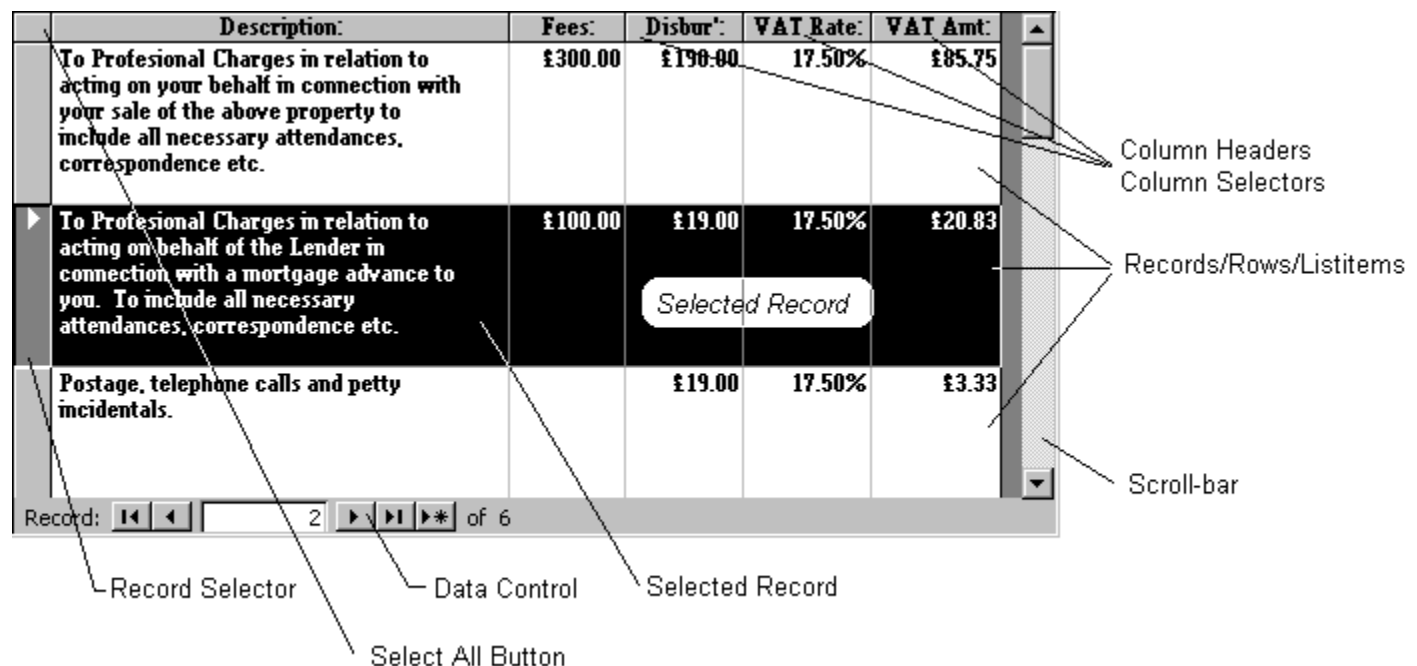 Description: Fees: Disbur': VAT Rate: VAT Amt:
To Profesional Charges in relation to £300.00 £190.00 17.50% £85.75
acting on your behalf in connection with
your sale of the above property to
include all necessary attendances,
correspondence etc.
Column Headers
Column Selectors
To Profesional Charges in relation to £100.00 £19.00 17.50% £20.83
acting on behalf of the Lender in
connection with a mortgage advance to
you. To include all necessary
attendances, correspondence etc.
Records/Rows/Listitems
Selected Record
Postage, telephone calls and petty £19.00 17.50% £3.33
incidentals.
Scroll-bar
Record: 2 of 6
Record Selector
Data Control
Selected Record
Select All Button